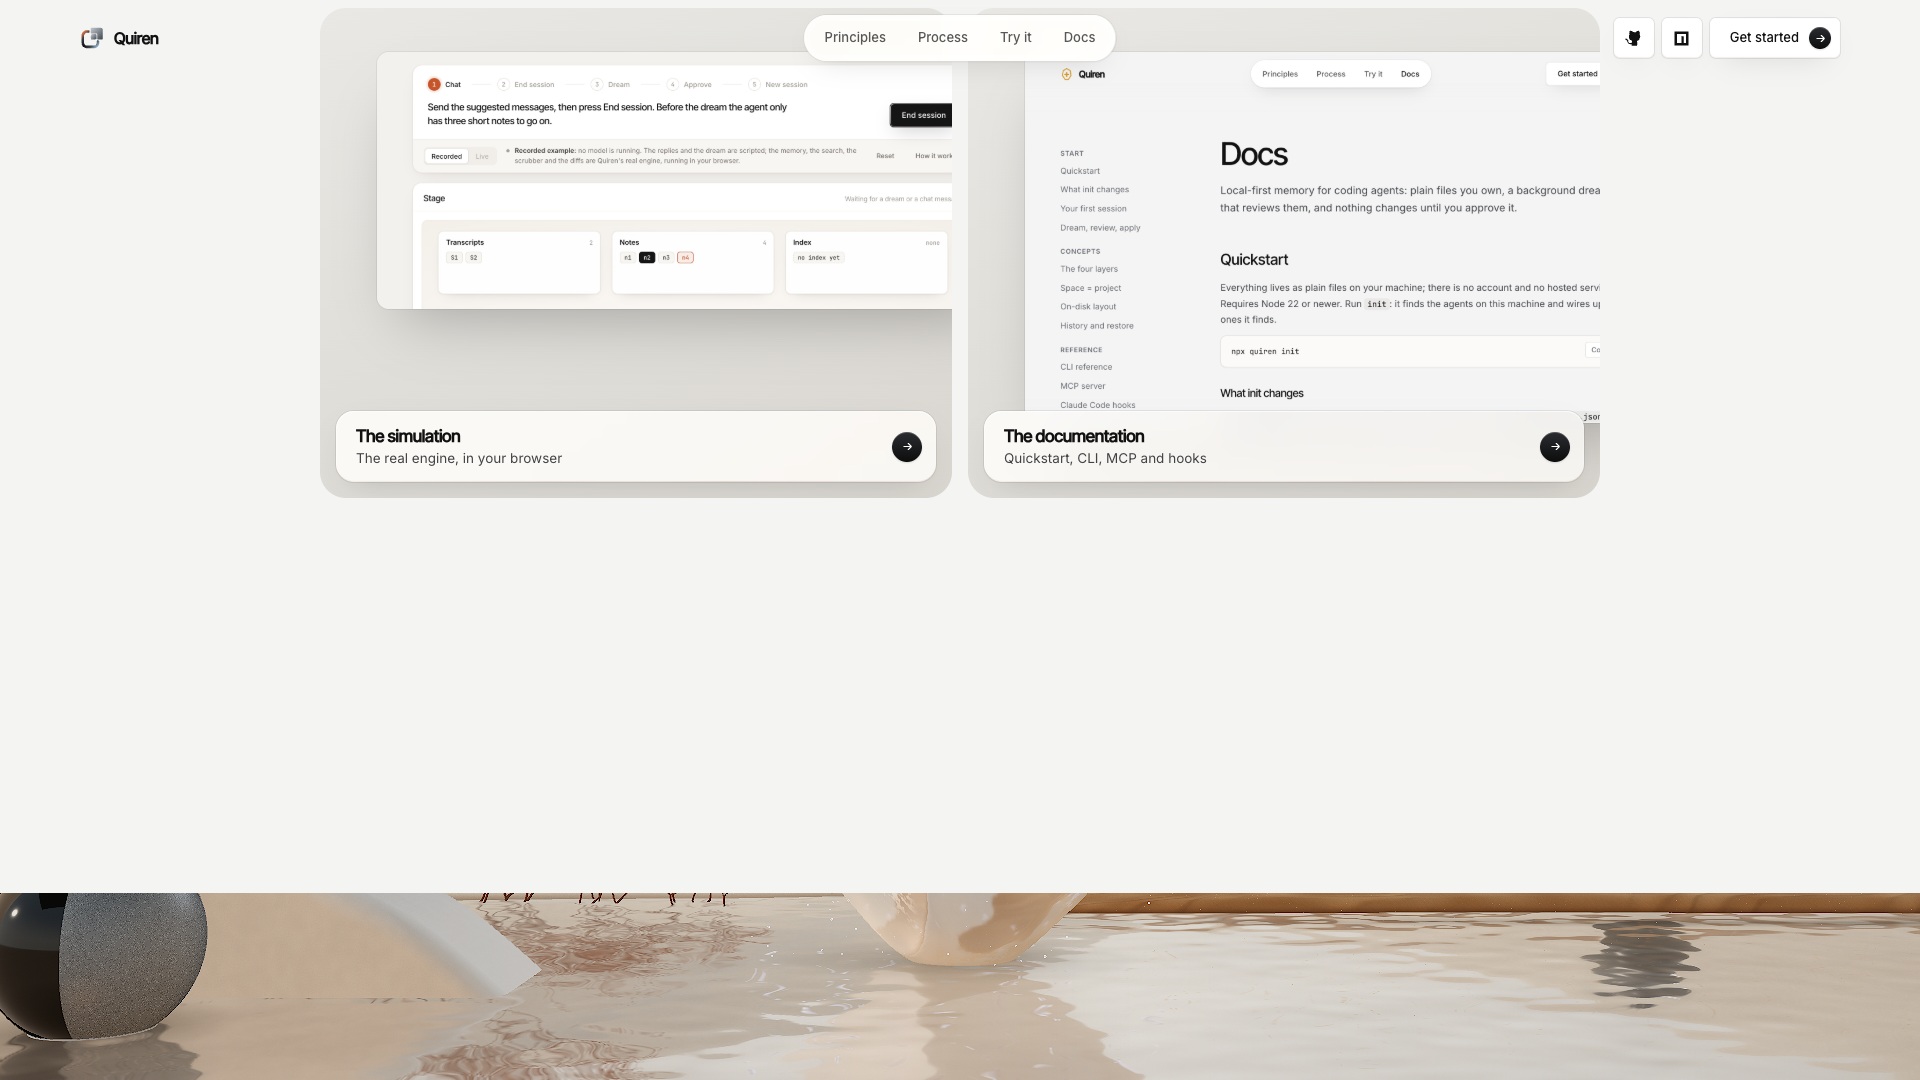 Quiren
Principles
Process
Try it
Docs
Get started
1
Chat
2
End session
3
Dream
4
Approve
5
New session
Send the suggested messages, then press End session. Before the dream the agent only
has three short notes to go on.
End session
Recorded
Live
Recorded example: no model is running. The replies and the dream are scripted; the memory, the search, the
scrubber and the diffs are Quiren's real engine, running in your browser.
Reset
Stage
Transcripts
2
S1
S2
Notes
4
n1
n2
n3
n4
Index
none
no index yet
The simulation
The real engine, in your browser
Quiren
Principles
Process
Try it
Docs
Get started
START
Quickstart
What init changes
Your first session
Dream, review, apply
CONCEPTS
The four layers
Space = project
On-disk layout
History and restore
REFERENCE
CLI reference
MCP server
Claude Code hooks
Docs
Local-first memory for coding agents: plain files you own, a background
that reviews them, and nothing changes until you approve it.
Quickstart
Everything lives as plain files on your machine; there is no account and no hosted
Requires Node 22 or newer. Run init: it finds the agents on this machine and wires
ones it finds.
npx quiren init
What init changes
The documentation
Quickstart, CLI, MCP and hooks